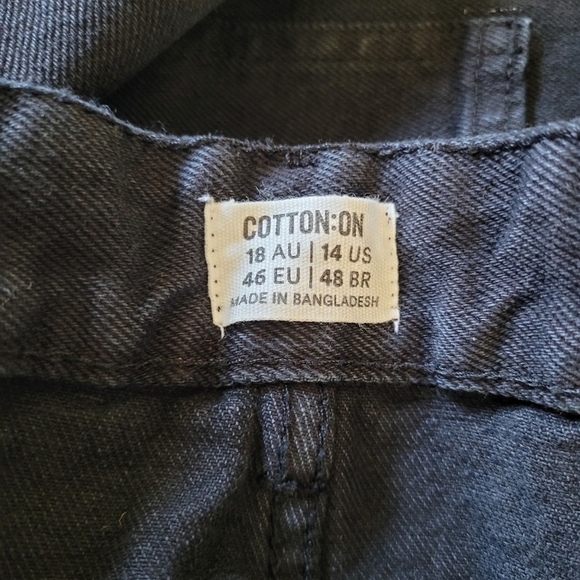 COTTON:ON
18 AU | 14 US
46 EU | 48 BR
MADE IN BANGLADESH